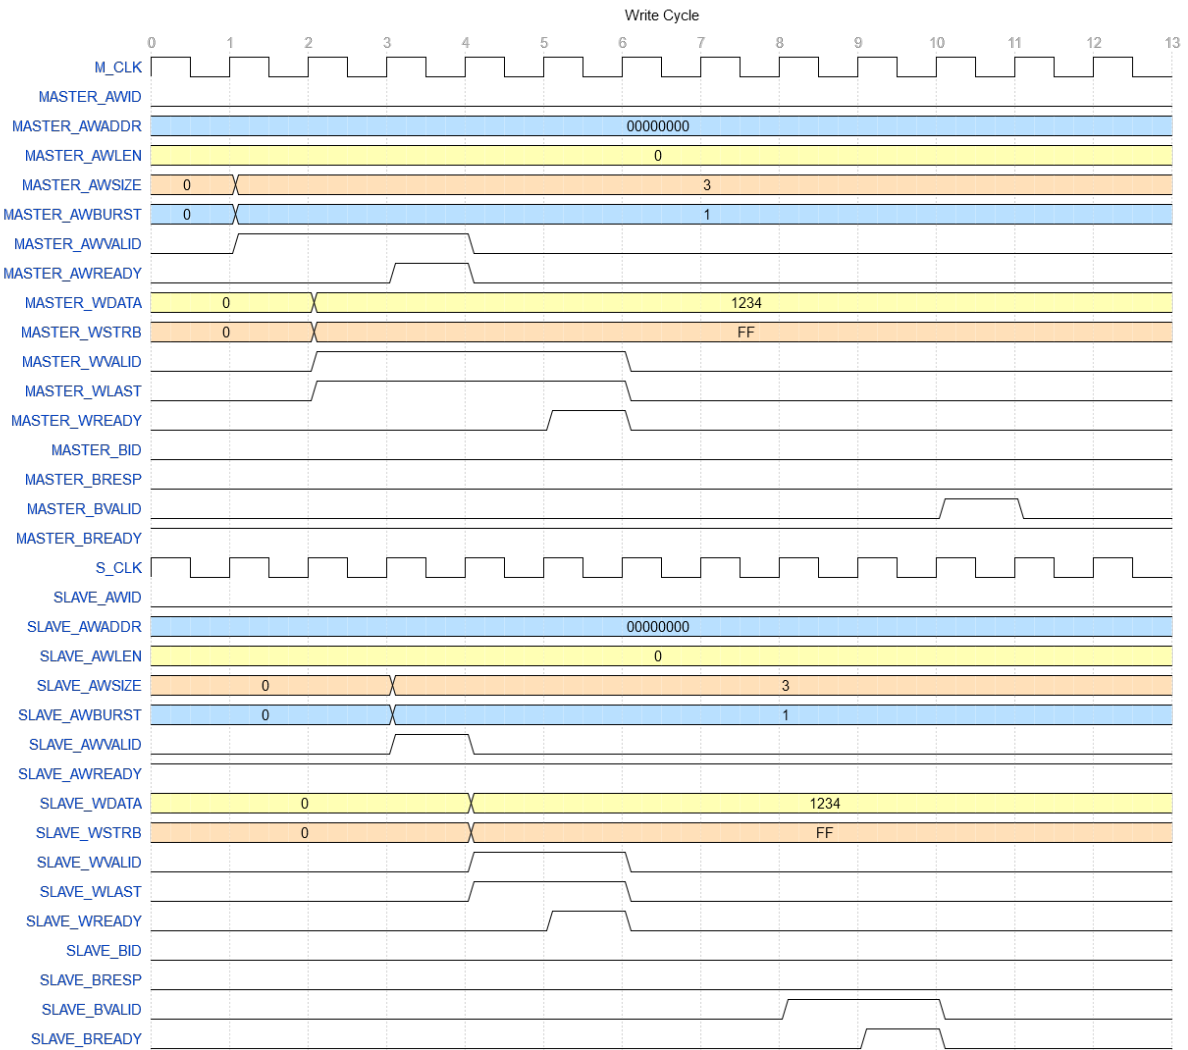 Write Cycle
0 1 2 3 4 5 6 7 8 9 10 11 12 13
M_CLK
MASTER_AWID
MASTER_AWADDR 00000000
MASTER_AWLEN 0
MASTER_AWSIZE 0 3
MASTER_AWBURST 0 1
MASTER_AWVALID
MASTER_AWREADY
MASTER_WDATA 0 1234
MASTER_WSTRB 0 FF
MASTER_WVALID
MASTER_WLAST
MASTER_WREADY
MASTER_BID
MASTER_BRESP
MASTER_BVALID
MASTER_BREADY
S_CLK
SLAVE_AWID
SLAVE_AWADDR 00000000
SLAVE_AWLEN 0
SLAVE_AWSIZE 0 3
SLAVE_AWBURST 0 1
SLAVE_AWVALID
SLAVE_AWREADY
SLAVE_WDATA 0 1234
SLAVE_WSTRB 0 FF
SLAVE_WVALID
SLAVE_WLAST
SLAVE_WREADY
SLAVE_BID
SLAVE_BRESP
SLAVE_BVALID
SLAVE_BREADY